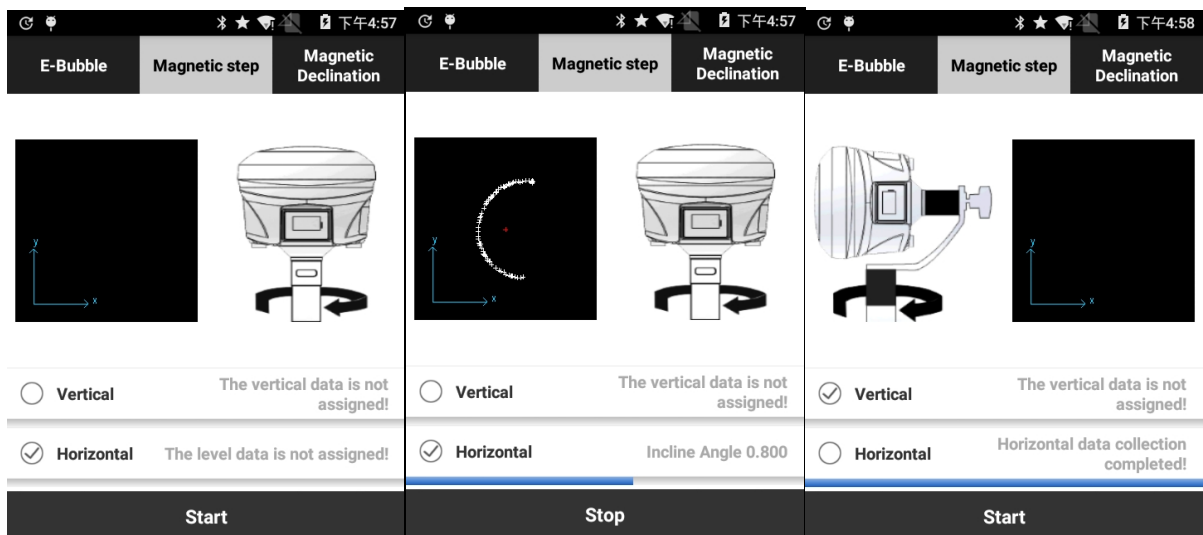 下午4:57
E-Bubble
Magnetic step
Magnetic
Declination
y
x
Vertical
The vertical data is not
assigned!
Horizontal
The level data is not assigned!
Start
下午4:57
E-Bubble
Magnetic step
Magnetic
Declination
y
x
Vertical
The vertical data is not
assigned!
Horizontal
Incline Angle 0.800
Stop
下午4:58
E-Bubble
Magnetic step
Magnetic
Declination
y
x
Vertical
The vertical data is not
assigned!
Horizontal
Horizontal data collection
completed!
Start